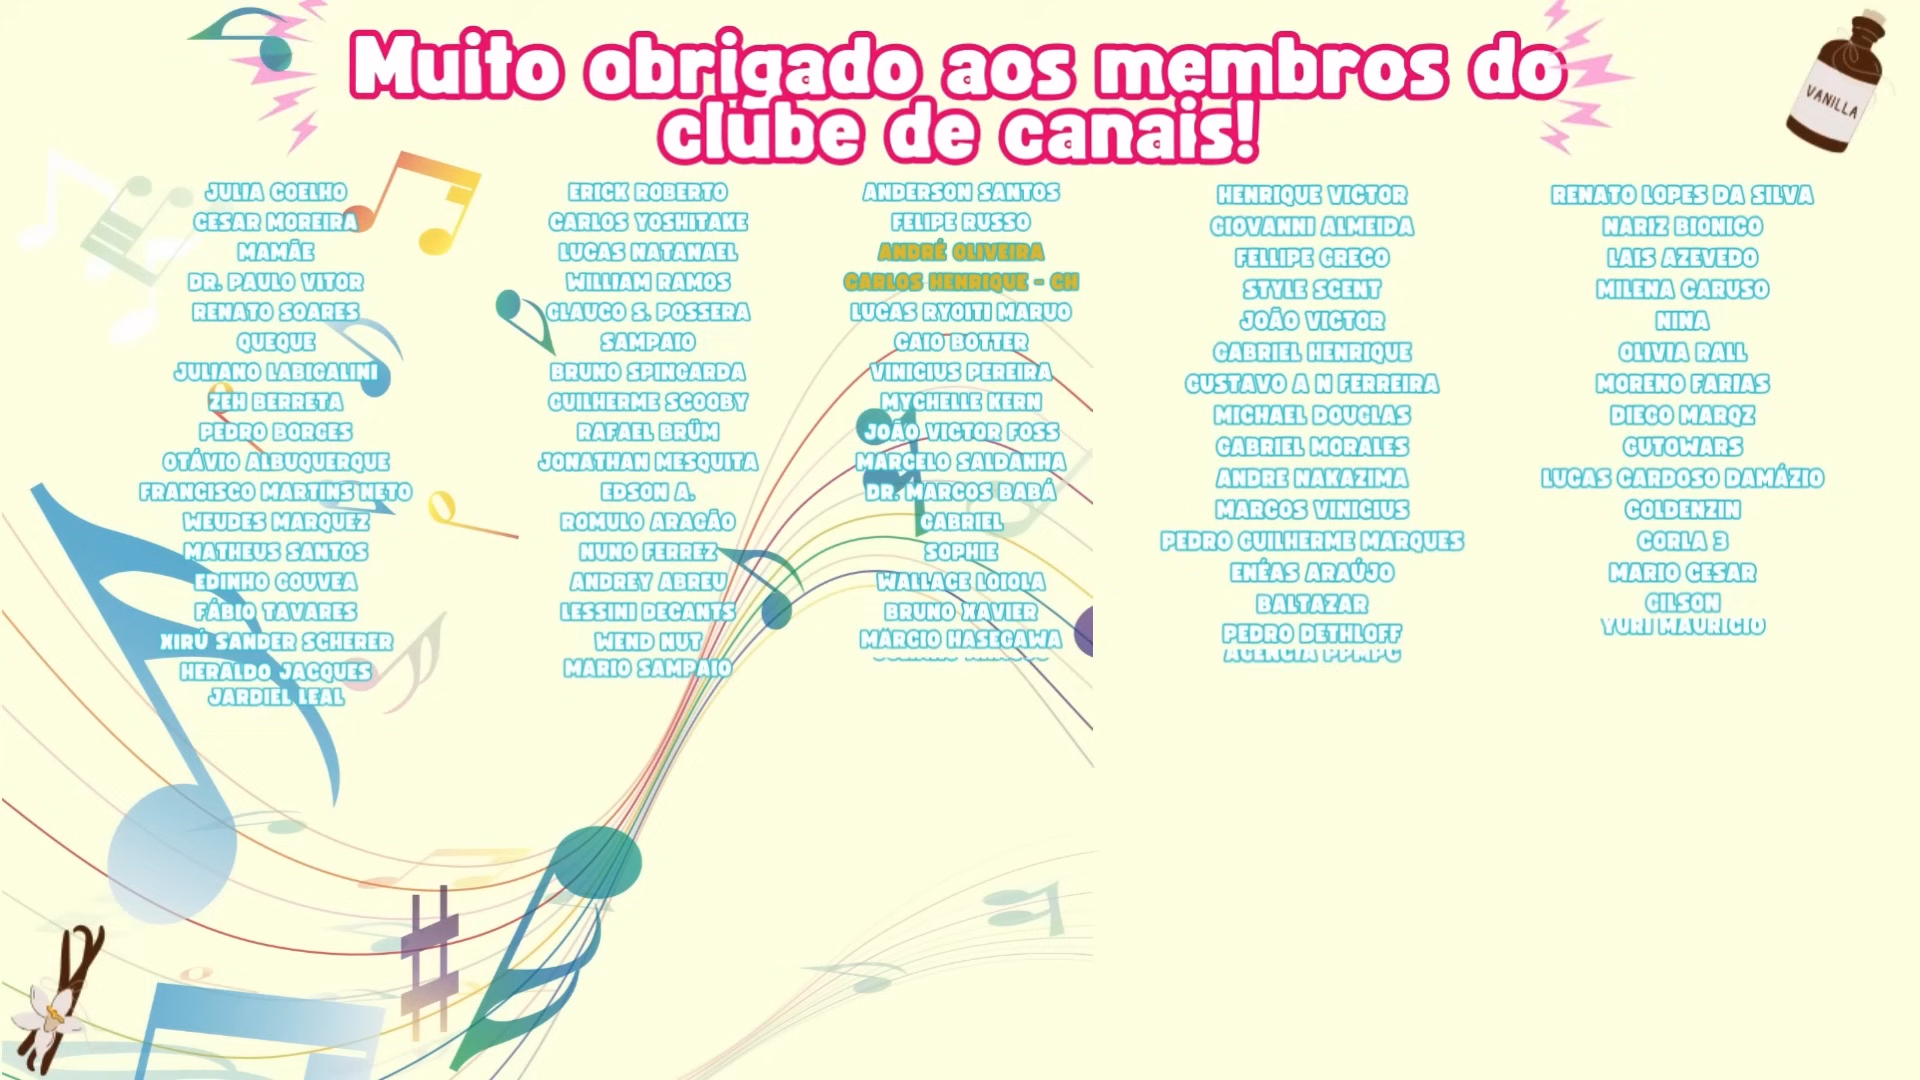 Muito obrigado aos membros do
clube de canais!
VANILLA
JULIA COELHO
CESAR MOREIRA
MAMÃE
DR. PAULO VITOR
RENATO SOARES
QUEQUE
JULIANO LABIGALINI
ZEH BERRETA
PEDRO BORGES
OTÁVIO ALBUQUERQUE
FRANCISCO MARTINS NETO
WEUDES MARQUEZ
MATHEUS SANTOS
EDINHO GOUVEA
FÁBIO TAVARES
XIRÚ SANDER SCHERER
HERALDO JACQUES
JARDIEL LEAL
ERICK ROBERTO
CARLOS YOSHITAKE
LUCAS NATANAEL
WILLIAM RAMOS
GLAUCO S. POSSERA
SAMPAIO
BRUNO SPINGARDA
GUILHERME SCOOBY
RAFAEL BRÜM
JONATHAN MESQUITA
EDSON A.
ROMULO ARAGÃO
NUNO FERREZ
ANDREY ABREU
LESSINI DECANTS
WEND NUT
MARIO SAMPAIO
ANDERSON SANTOS
FELIPE RUSSO
ANDRÉ OLIVEIRA
CARLOS HENRIQUE - CH
LUCAS RYOITI MARUO
CAIO BOTTER
VINICIUS PEREIRA
MYCHELLE KERN
JOÃO VICTOR FOSS
MARCELO SALDANHA
DR. MARCOS BABÁ
GABRIEL
SOPHIE
WALLACE LOIOLA
BRUNO XAVIER
MÁRCIO HASEGAWA
HENRIQUE VICTOR
GIOVANNI ALMEIDA
FELLIPE GRECO
STYLE SCENT
JOÃO VICTOR
GABRIEL HENRIQUE
GUSTAVO A N FERREIRA
MICHAEL DOUGLAS
GABRIEL MORALES
ANDRE NAKAZIMA
MARCOS VINICIUS
PEDRO GUILHERME MARQUES
ENÉAS ARAÚJO
BALTAZAR
PEDRO DETHLOFF
AGENCIA PPMPG
RENATO LOPES DA SILVA
NARIZ BIONICO
LAIS AZEVEDO
MILENA CARUSO
NINA
OLIVIA RALL
MORENO FARIAS
DIEGO MARQZ
GUTOWARS
LUCAS CARDOSO DAMÁZIO
GOLDENZIN
CORLA 3
MARIO CESAR
GILSON
YURI MAURICIO